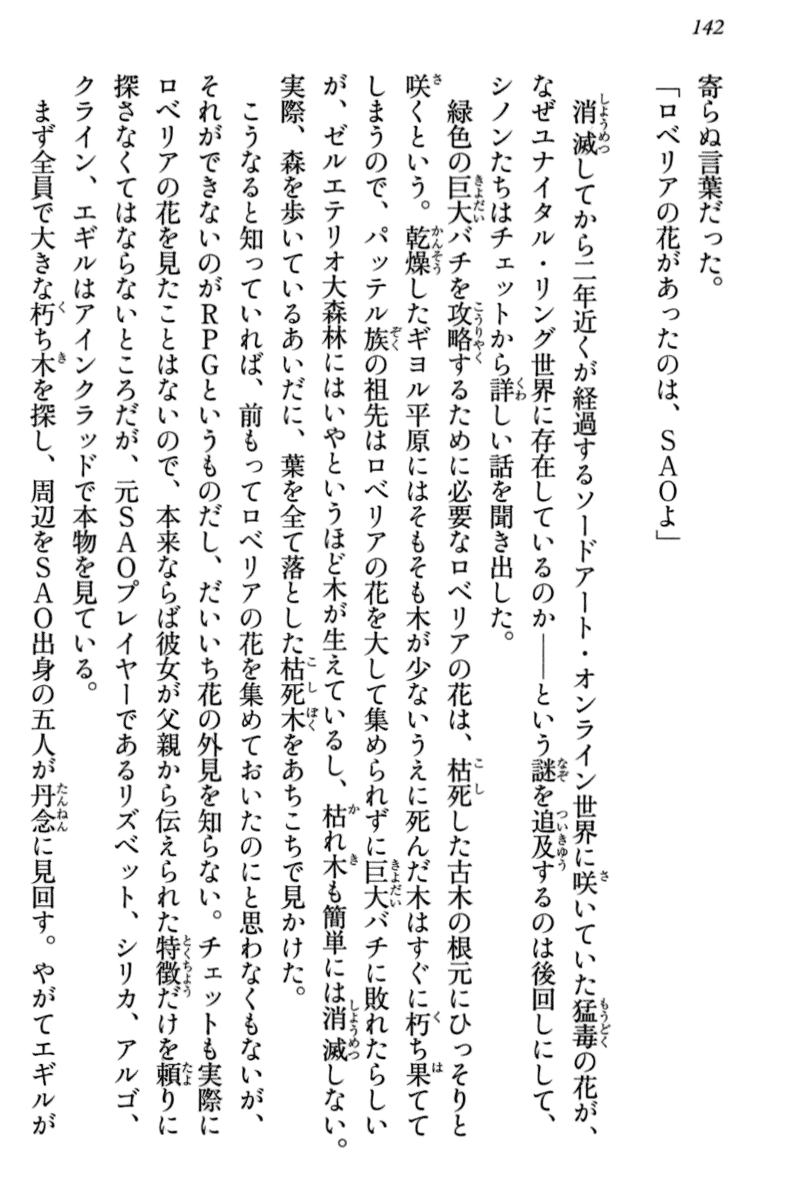 142
寄らぬ言葉だった。
「ロベリアの花があったのは、SAOよ」
消滅してから二年近くが経過するソードアート・オンライン世界に咲いていた猛毒の花が、
なぜユナイタル・リング世界に存在しているのか――という謎を追及するのは後回しにして、
シノンたちはチェットから詳しい話を聞き出した。
緑色の巨大バチを攻略するために必要なロベリアの花は、枯死した古木の根元にひっそりと
咲くという。乾燥したギヨル平原にはそもそも木が少ないうえに死んだ木はすぐに朽ち果てて
しまうので、パッテル族の祖先はロベリアの花を大して集められずに巨大バチに敗れたらしい
が、ゼルエテリオ大森林にはいやというほど木が生えているし、枯れ木も簡単には消滅しない。
実際、森を歩いているあいだに、葉を全て落とした枯死木をあちこちで見かけた。
こうなると知っていれば、前もってロベリアの花を集めておいたのにと思わなくもないが、
それができないのがRPGというものだし、だいいち花の外見を知らない。チェットも実際に
ロベリアの花を見たことはないので、本来ならば彼女が父親から伝えられた特徴だけを頼りに
探さなくてはならないところだが、元SAOプレイヤーであるリズベット、シリカ、アルゴ、
クライン、エギルはアインクラッドで本物を見ている。
まず全員で大きな朽ち木を探し、周辺をSAO出身の五人が丹念に見回す。やがてエギルが